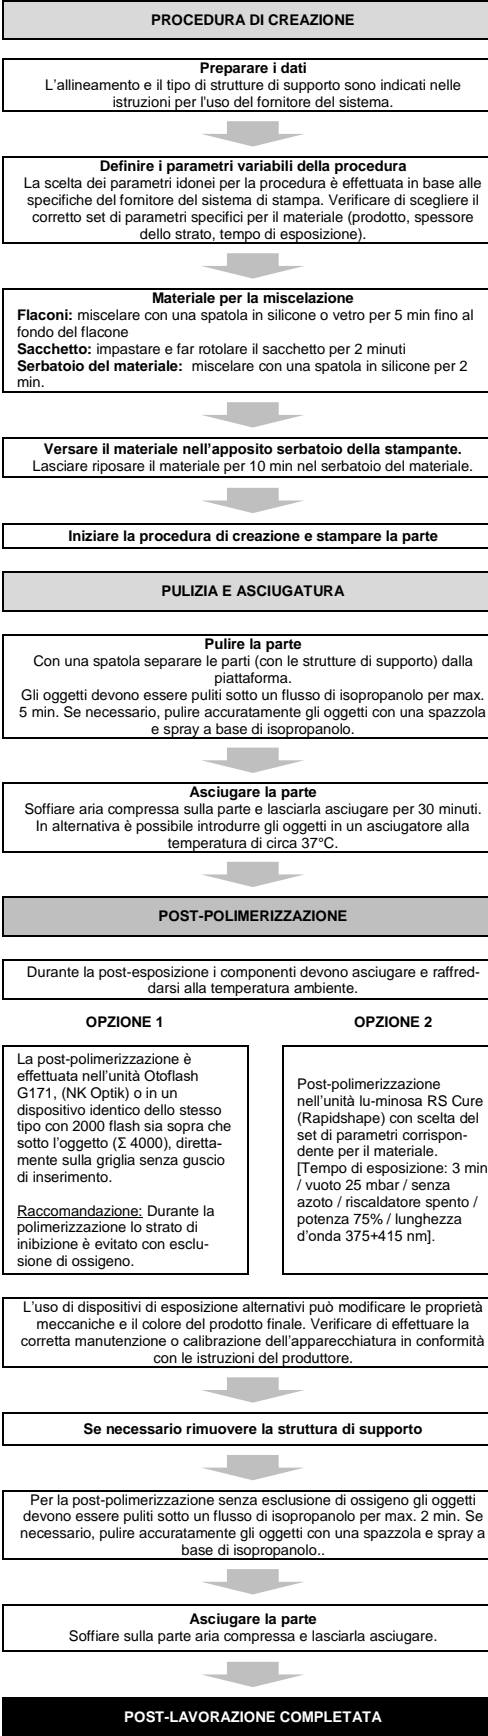 PROCEDURA DI CREAZIONE
Preparare i dati
L'allineamento e il tipo di strutture di supporto sono indicati nelle
istruzioni per l'uso del fornitore del sistema.
Definire i parametri variabili della procedura
La scelta dei parametri idonei per la procedura è effettuata in base alle
specifiche del fornitore del sistema di stampa. Verificare di scegliere il
corretto set di parametri specifici per il materiale (prodotto, spessore
dello strato, tempo di esposizione).
Materiale per la miscelazione
Flaconi: miscelare con una spatola in silicone o vetro per 5 min fino al
fondo del flacone
Sacchetto: impastare e far rotolare il sacchetto per 2 minuti
Serbatoio del materiale: miscelare con una spatola in silicone per 2
min.
Versare il materiale nell'apposito serbatoio della stampante.
Lasciare riposare il materiale per 10 min nel serbatoio del materiale.
Iniziare la procedura di creazione e stampare la parte
PULIZIA E ASCIUGATURA
Pulire la parte
Con una spatola separare le parti (con le strutture di supporto) dalla
piattaforma.
Gli oggetti devono essere puliti sotto un flusso di isopropanolo per max.
5 min. Se necessario, pulire accuratamente gli oggetti con una spazzola
e spray a base di isopropanolo.
Asciugare la parte
Soffiare aria compressa sulla parte e lasciarla asciugare per 30 minuti.
In alternativa è possibile introdurre gli oggetti in un asciugatore alla
temperatura di circa 37°C.
POST-POLIMERIZZAZIONE
Durante la post-esposizione i componenti devono asciugare e raffred-
darsi alla temperatura ambiente.
OPZIONE 1
La post-polimerizzazione è
effettuata nell'unità Otoflash
G171, (NK Optik) o in un
dispositivo identico dello stesso
tipo con 2000 flash sia sopra che
sotto l'oggetto (Σ 4000), diretta-
mente sulla griglia senza guscio
di inserimento.
Raccomandazione: Durante la
polimerizzazione lo strato di
inibizione è evitato con esclu-
sione di ossigeno.
OPZIONE 2
Post-polimerizzazione
nell'unità lu-minosa RS Cure
(Rapidshape) con scelta del
set di parametri corrispon-
dente per il materiale.
[Tempo di esposizione: 3 min
/ vuoto 25 mbar / senza
azoto / riscaldatore spento /
potenza 75% / lunghezza
d'onda 375+415 nm].
L'uso di dispositivi di esposizione alternativi può modificare le proprietà
meccaniche e il colore del prodotto finale. Verificare di effettuare la
corretta manutenzione o calibrazione dell'apparecchiatura in conformità
con le istruzioni del produttore.
Se necessario rimuovere la struttura di supporto
Per la post-polimerizzazione senza esclusione di ossigeno gli oggetti
devono essere puliti sotto un flusso di isopropanolo per max. 2 min. Se
necessario, pulire accuratamente gli oggetti con una spazzola e spray a
base di isopropanolo..
Asciugare la parte
Soffiare sulla parte aria compressa e lasciarla asciugare.
POST-LAVORAZIONE COMPLETATA